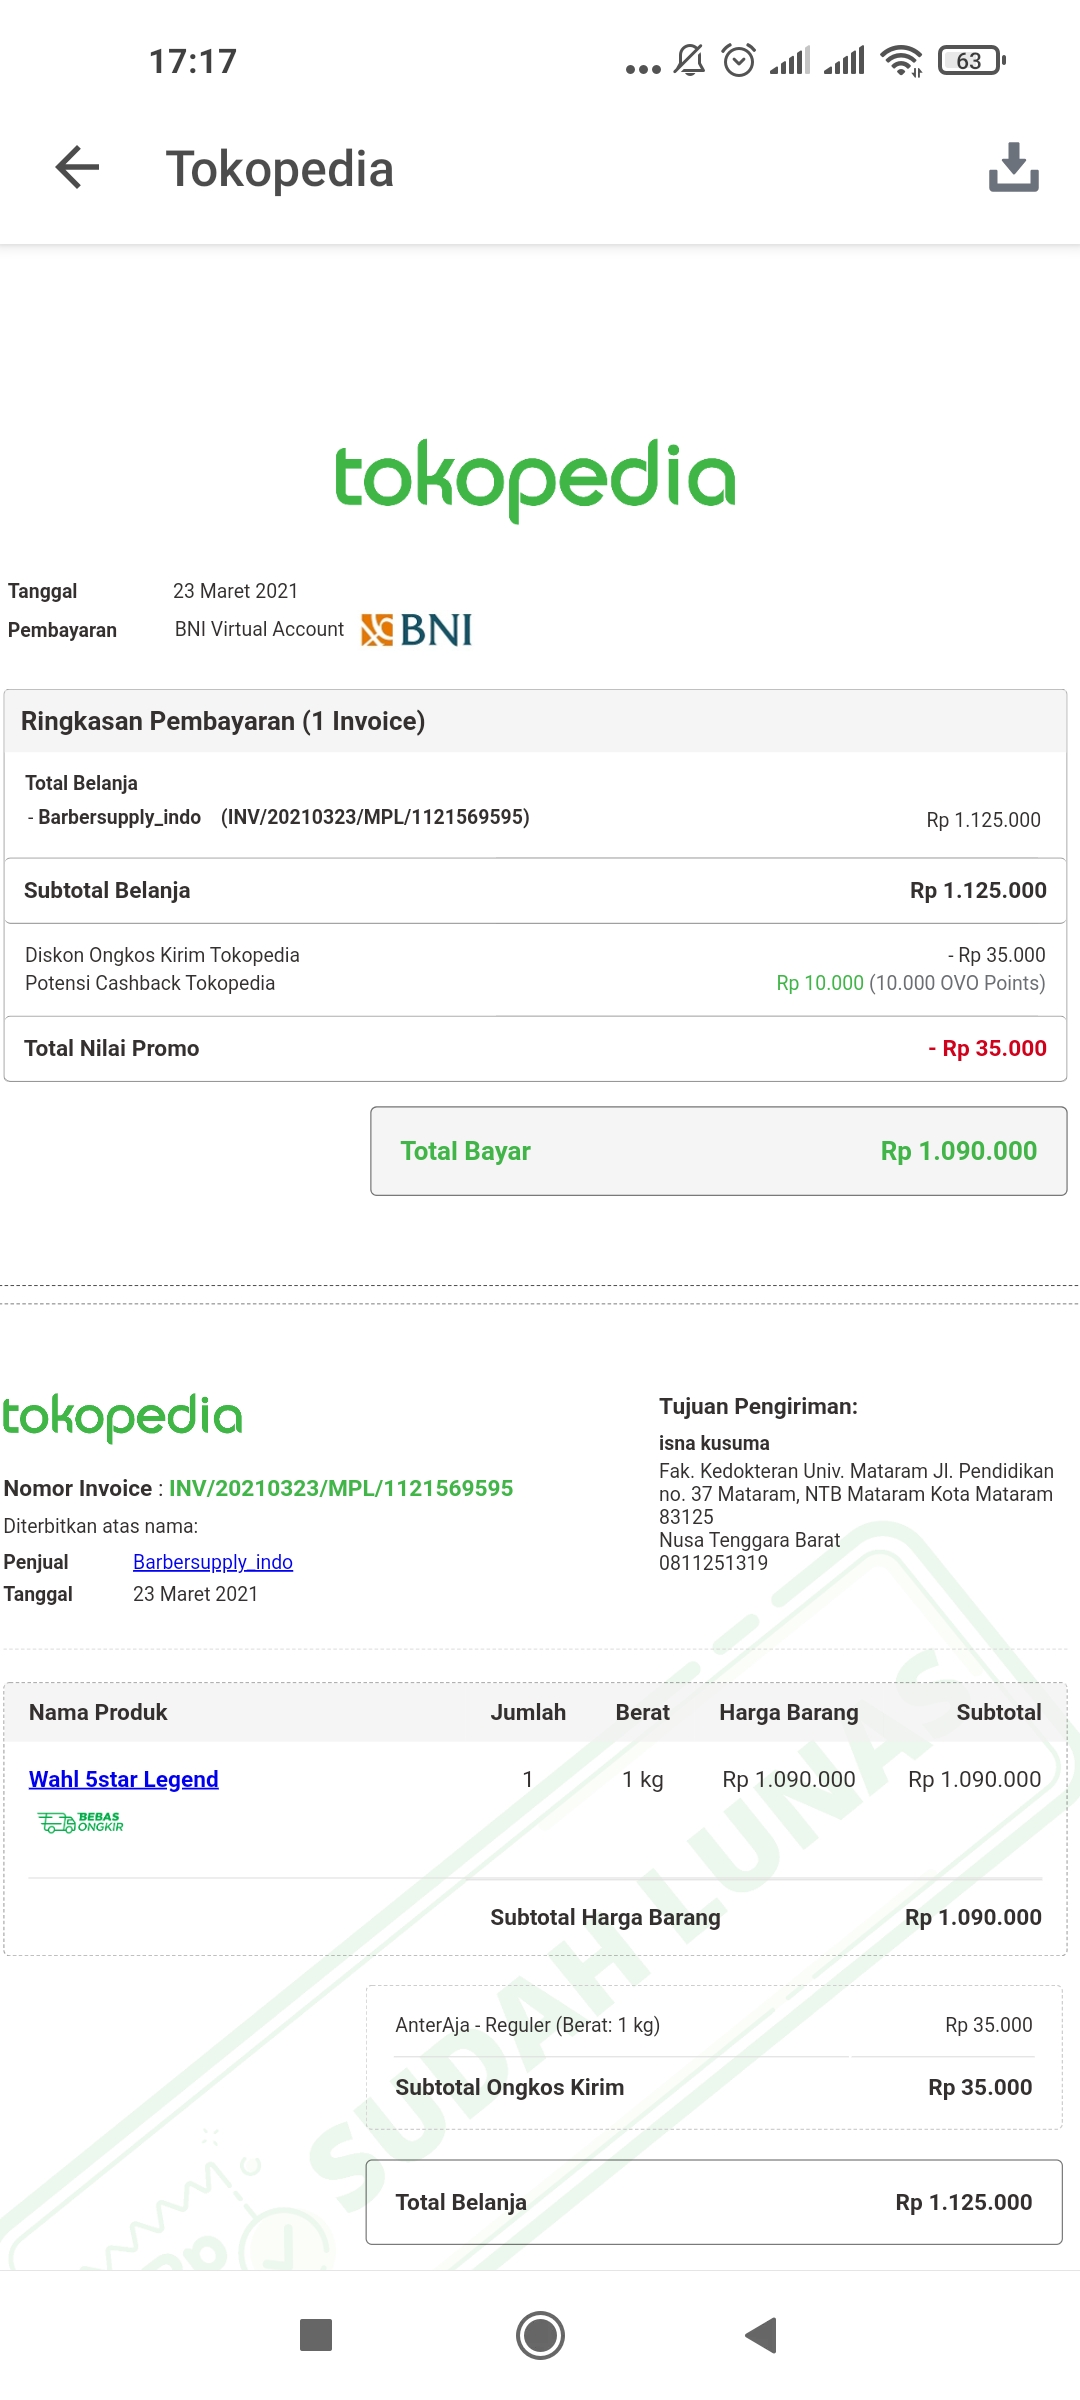 17:17
63
Tokopedia
tokopedia
Tanggal 23 Maret 2021
Pembayaran BNI Virtual Account BNI
Ringkasan Pembayaran (1 Invoice)
Total Belanja
- Barbersupply_indo (INV/20210323/MPL/1121569595) Rp 1.125.000
Subtotal Belanja Rp 1.125.000
Diskon Ongkos Kirim Tokopedia - Rp 35.000
Potensi Cashback Tokopedia Rp 10.000 (10.000 OVO Points)
Total Nilai Promo - Rp 35.000
Total Bayar Rp 1.090.000
tokopedia
Nomor Invoice : INV/20210323/MPL/1121569595
Diterbitkan atas nama:
Penjual Barbersupply_indo
Tanggal 23 Maret 2021
Tujuan Pengiriman:
isna kusuma
Fak. Kedokteran Univ. Mataram Jl. Pendidikan
no. 37 Mataram, NTB Mataram Kota Mataram
83125
Nusa Tenggara Barat
0811251319
Nama Produk Jumlah Berat Harga Barang Subtotal
Wahl 5star Legend 1 1 kg Rp 1.090.000 Rp 1.090.000
BEBAS
ONGKIR
Subtotal Harga Barang Rp 1.090.000
AnterAja - Reguler (Berat: 1 kg) Rp 35.000
Subtotal Ongkos Kirim Rp 35.000
Total Belanja Rp 1.125.000
SUDAH LUNAS
Rp